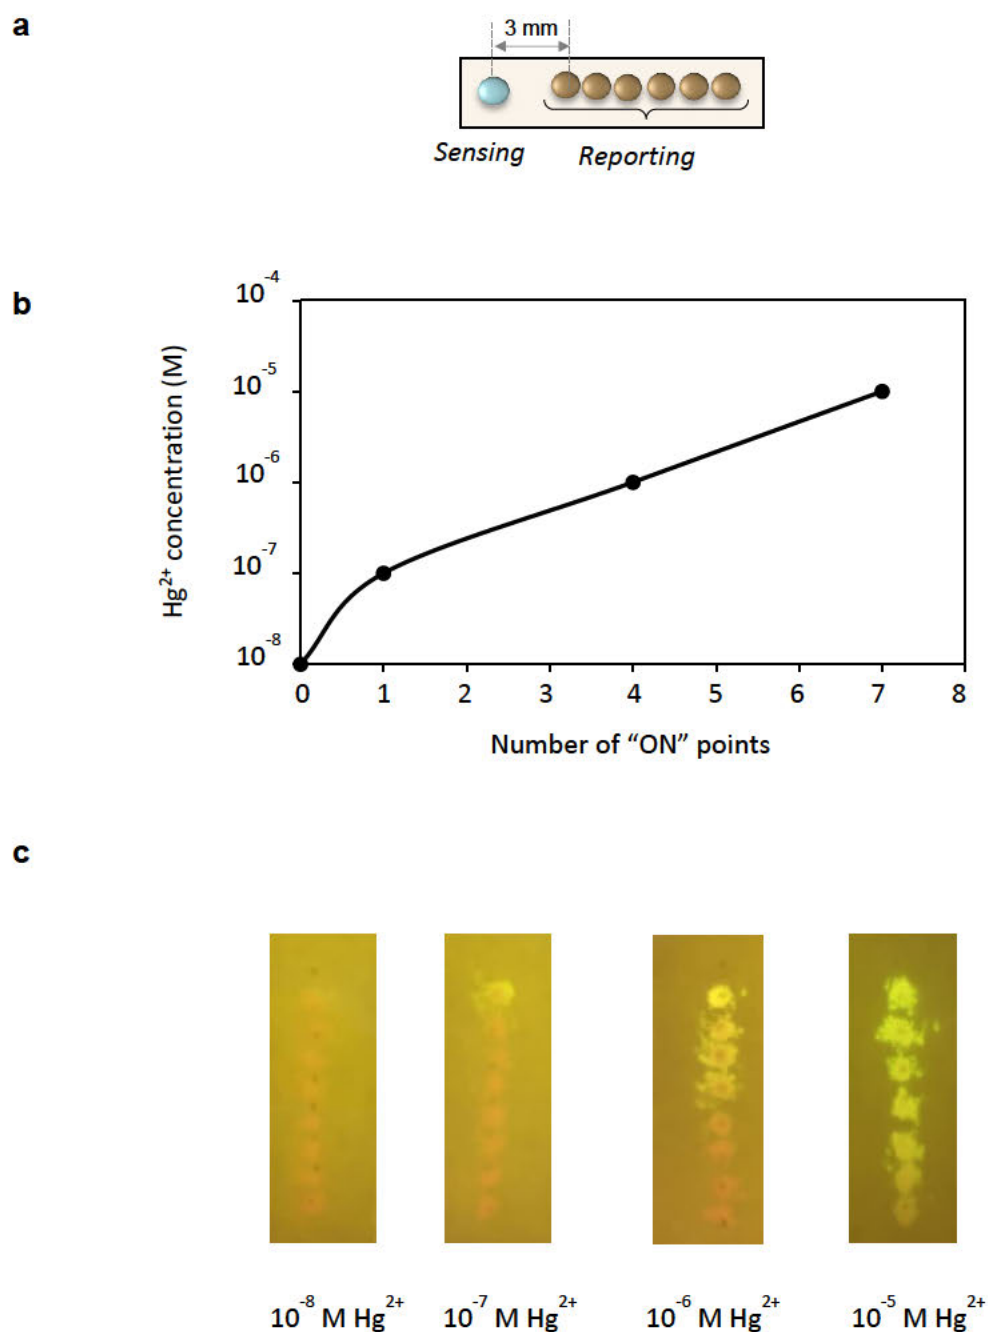 a
3 mm
Sensing
Reporting
b
10⁻⁴
10⁻⁵
10⁻⁶
10⁻⁷
10⁻⁸
Hg²⁺ concentration (M)
0 1 2 3 4 5 6 7 8
Number of “ON” points
c
10⁻⁸ M Hg²⁺
10⁻⁷ M Hg²⁺
10⁻⁶ M Hg²⁺
10⁻⁵ M Hg²⁺